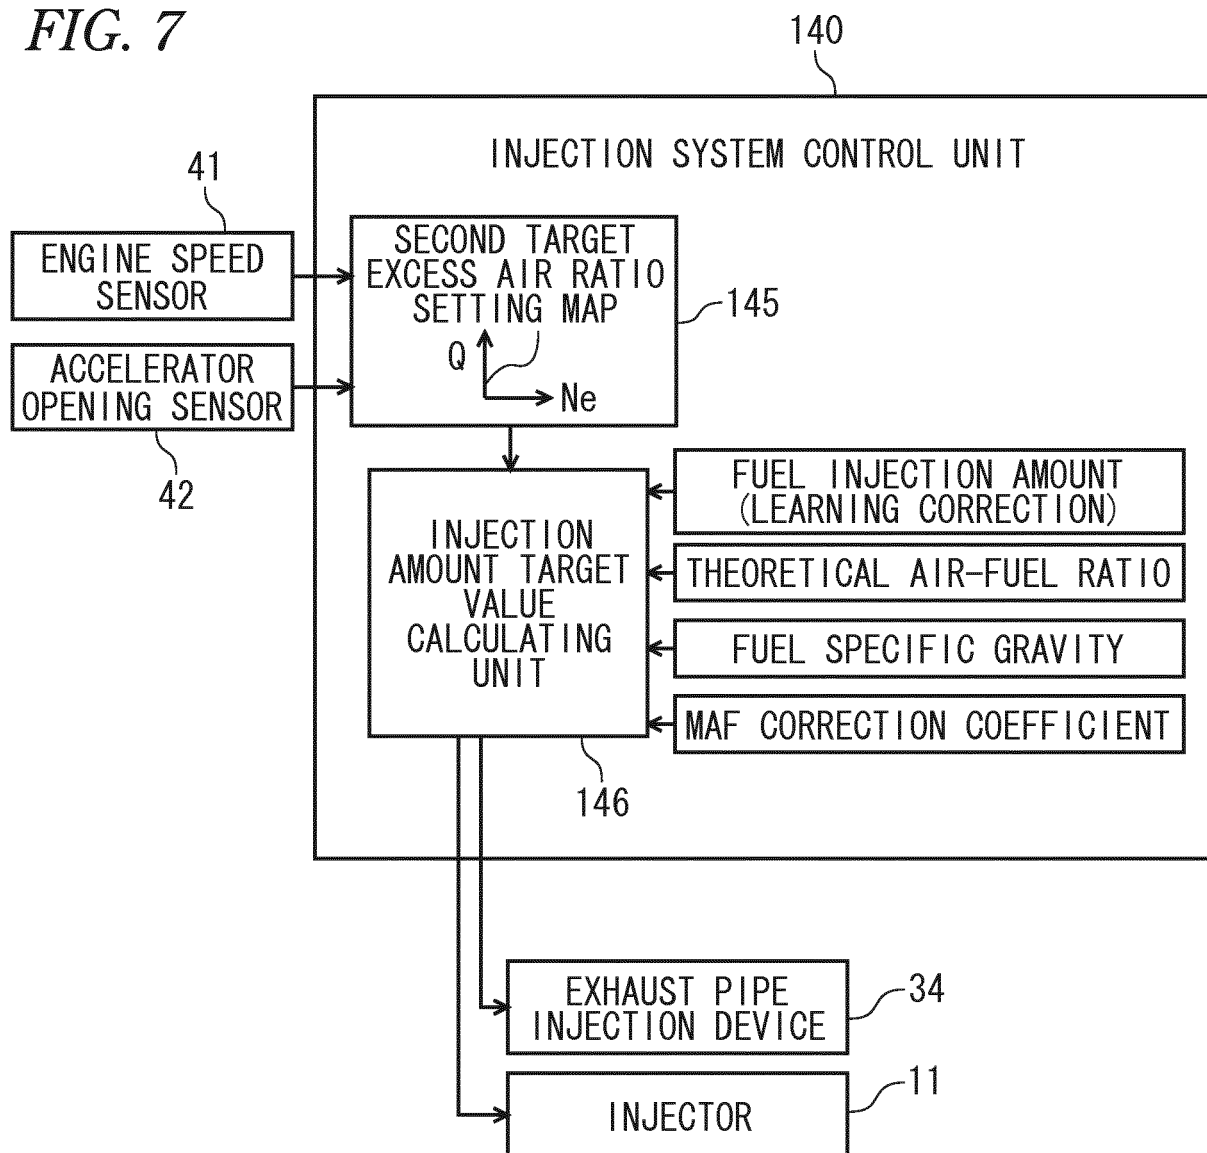 FIG. 7
140
INJECTION SYSTEM CONTROL UNIT
41
ENGINE SPEED
SENSOR
SECOND TARGET
EXCESS AIR RATIO
SETTING MAP
145
Q
Ne
ACCELERATOR
OPENING SENSOR
42
INJECTION
AMOUNT TARGET
VALUE
CALCULATING
UNIT
FUEL INJECTION AMOUNT
(LEARNING CORRECTION)
THEORETICAL AIR-FUEL RATIO
FUEL SPECIFIC GRAVITY
MAF CORRECTION COEFFICIENT
146
EXHAUST PIPE
INJECTION DEVICE
34
INJECTOR
11